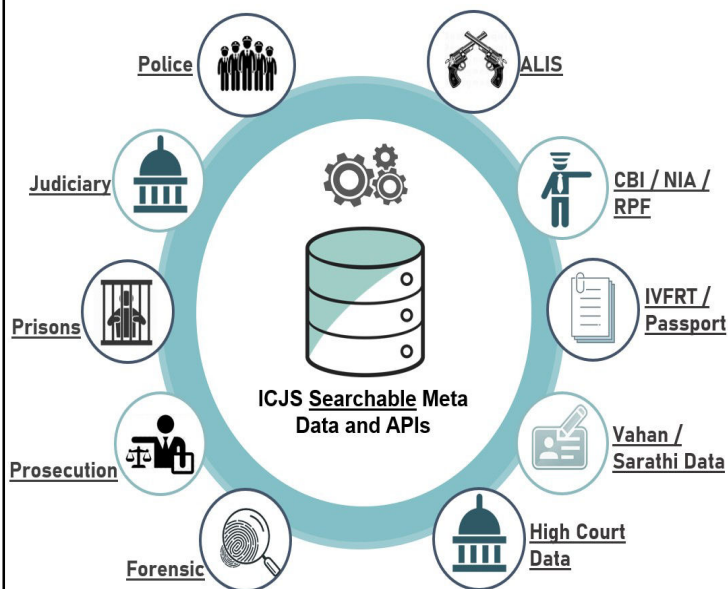 Police
ALIS
Judiciary
CBI / NIA /
RPF
Prisons
IVFRT /
Passport
ICJS Searchable Meta
Data and APIs
Prosecution
Vahan /
Sarathi Data
Forensic
High Court
Data